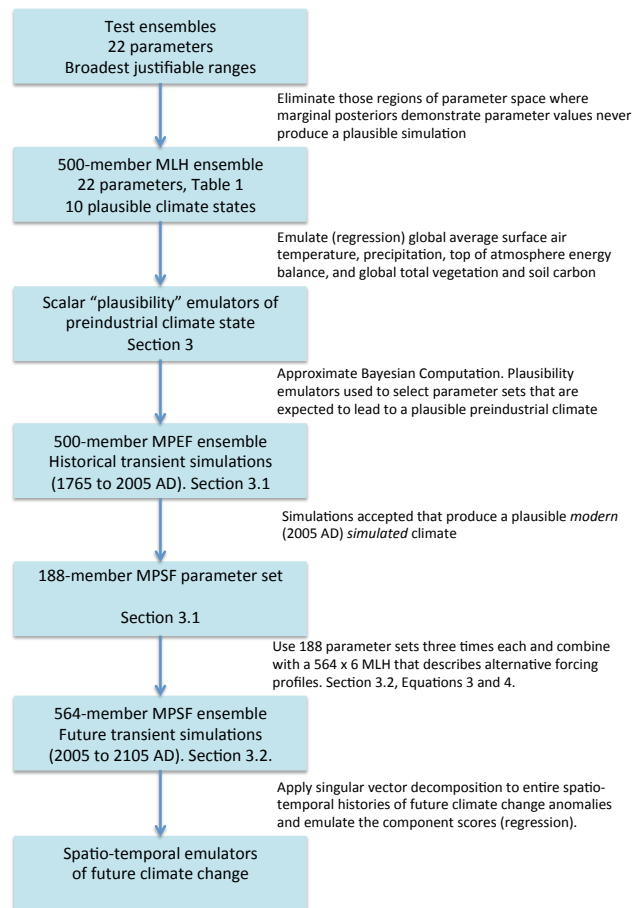 Test ensembles
22 parameters
Broadest justifiable ranges
Eliminate those regions of parameter space where
marginal posteriors demonstrate parameter values never
produce a plausible simulation
500-member MLH ensemble
22 parameters, Table 1
10 plausible climate states
Emulate (regression) global average surface air
temperature, precipitation, top of atmosphere energy
balance, and global total vegetation and soil carbon
Scalar “plausibility” emulators of
preindustrial climate state
Section 3
Approximate Bayesian Computation. Plausibility
emulators used to select parameter sets that are
expected to lead to a plausible preindustrial climate
500-member MPEF ensemble
Historical transient simulations
(1765 to 2005 AD). Section 3.1
Simulations accepted that produce a plausible modern
(2005 AD) simulated climate
188-member MPSF parameter set
Section 3.1
Use 188 parameter sets three times each and combine
with a 564 x 6 MLH that describes alternative forcing
profiles. Section 3.2, Equations 3 and 4.
564-member MPSF ensemble
Future transient simulations
(2005 to 2105 AD). Section 3.2.
Apply singular vector decomposition to entire spatio-
temporal histories of future climate change anomalies
and emulate the component scores (regression).
Spatio-temporal emulators
of future climate change